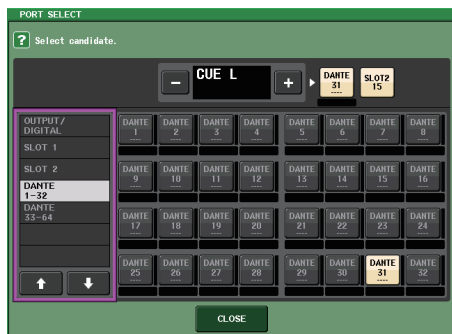 PORT SELECT
? Select candidate.
− CUE L +
DANTE 31 ----
SLOT2 15
OUTPUT/ DIGITAL
SLOT 1
SLOT 2
DANTE 1-32
DANTE 33-64
DANTE 1 ---- DANTE 2 ---- DANTE 3 ---- DANTE 4 ---- DANTE 5 ---- DANTE 6 ---- DANTE 7 ---- DANTE 8 ----
DANTE 9 ---- DANTE 10 ---- DANTE 11 ---- DANTE 12 ---- DANTE 13 ---- DANTE 14 ---- DANTE 15 ---- DANTE 16 ----
DANTE 17 ---- DANTE 18 ---- DANTE 19 ---- DANTE 20 ---- DANTE 21 ---- DANTE 22 ---- DANTE 23 ---- DANTE 24 ----
DANTE 25 ---- DANTE 26 ---- DANTE 27 ---- DANTE 28 ---- DANTE 29 ---- DANTE 30 ---- DANTE 31 ---- DANTE 32 ----
CLOSE